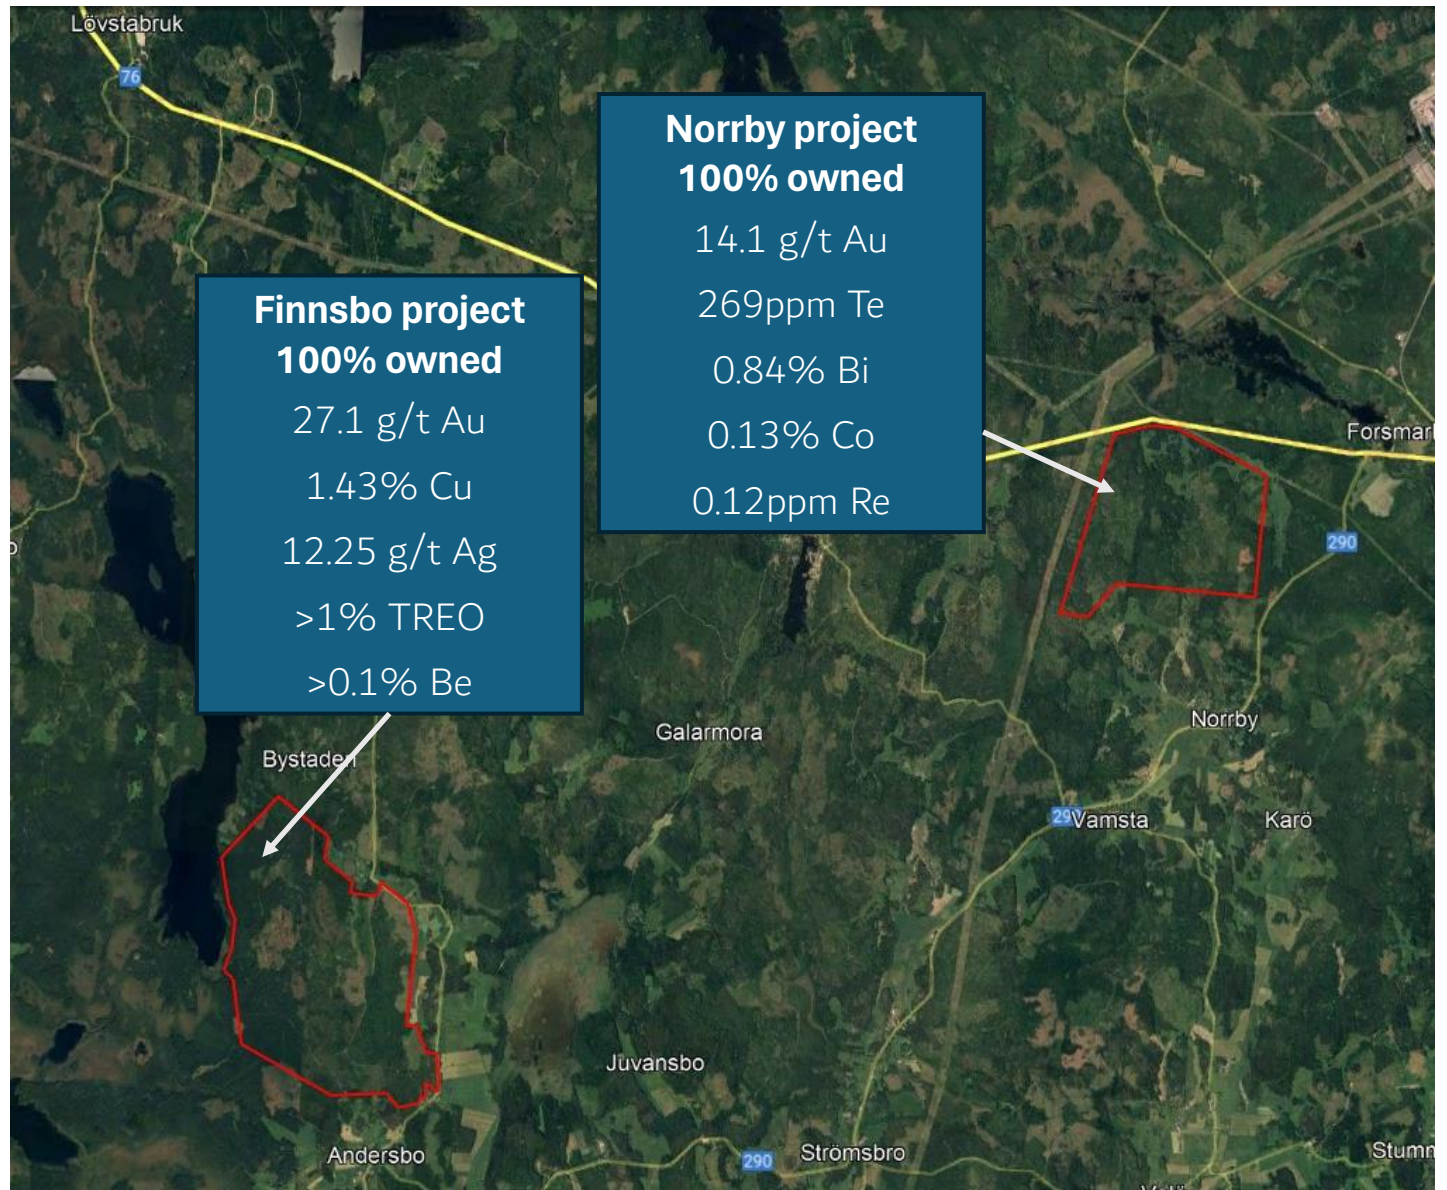 Lövstabruk
76
Norrby project
100% owned
14.1 g/t Au
269ppm Te
0.84% Bi
0.13% Co
0.12ppm Re
Finnsbo project
100% owned
27.1 g/t Au
1.43% Cu
12.25 g/t Ag
>1% TREO
>0.1% Be
Forsmark
290
Norrby
Galarmora
Bystaden
290
Vamsta
Karö
Juvansbo
Andersbo
290
Strömsbro
Stumm